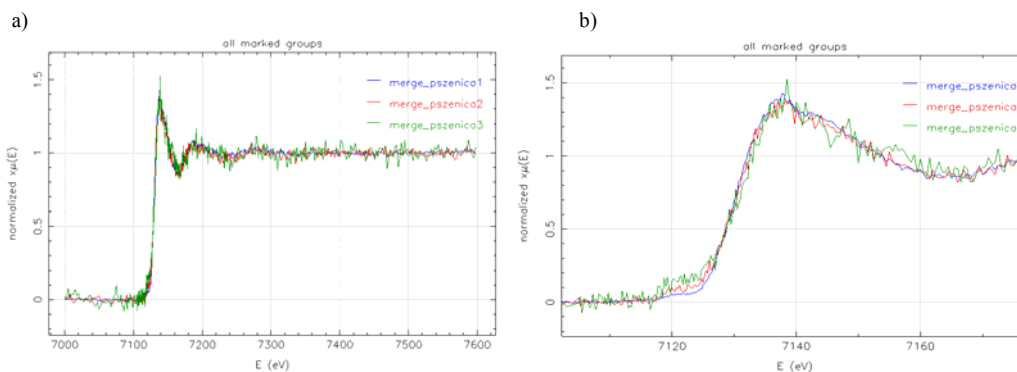 a)
all marked groups
merge_pszenica1
merge_pszenica2
merge_pszenica3
normalized xμ(E)
1.5
1
0.5
0
7000 7100 7200 7300 7400 7500 7600
E (eV)
b)
all marked groups
merge_pszenica
merge_pszenica
merge_pszenica
normalized xμ(E)
1.5
1
0.5
0
7120 7140 7160
E (eV)